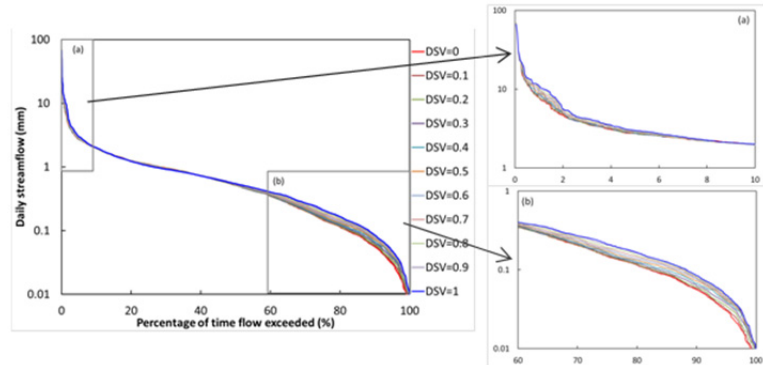 (a)
100
10
1
0.1
0.01
0
20
40
60
80
100
Daily streamflow (mm)
Percentage of time flow exceeded (%)
(b)
DSV=0
DSV=0.1
DSV=0.2
DSV=0.3
DSV=0.4
DSV=0.5
DSV=0.6
DSV=0.7
DSV=0.8
DSV=0.9
DSV=1
(a)
100
10
1
0
2
4
6
8
10
(b)
1
0.1
0.01
60
70
80
90
100